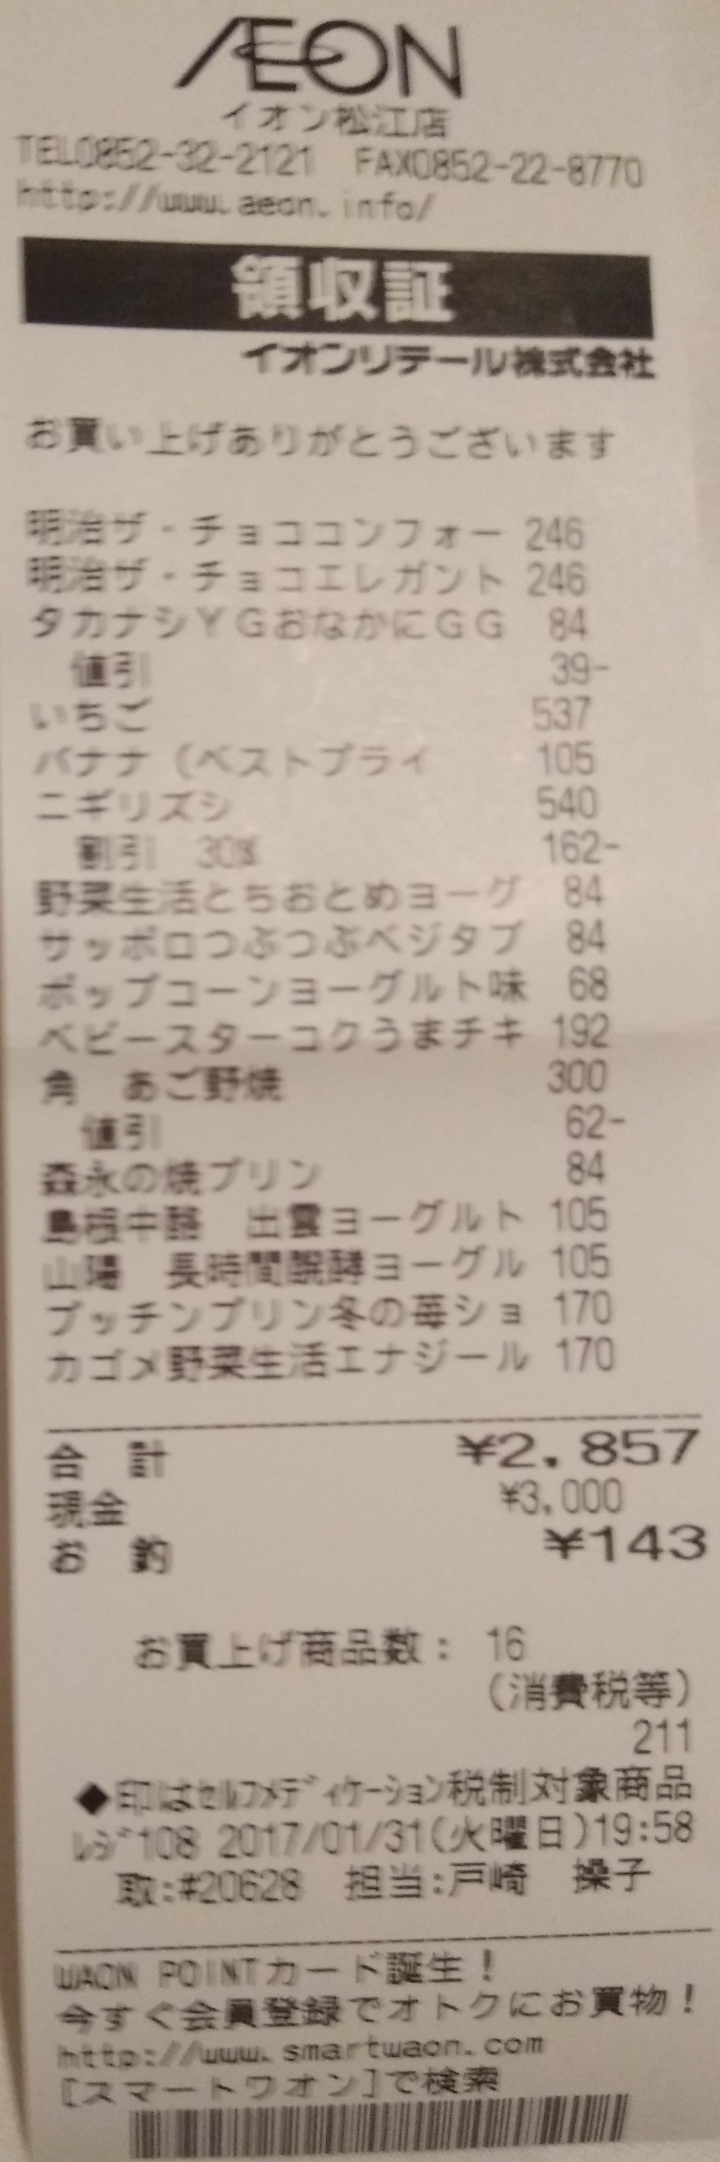 ÆON
イオン松江店
TEL0852-32-2121 FAX0852-22-8770
http://www.aeon.info/
領収証
イオンリテール株式会社
お買い上げありがとうございます
明治ザ・チョココンフォー 246
明治ザ・チョコエレガント 246
タカナシYGおなかにGG 84
値引 39-
いちご 537
バナナ(ベストプライ 105
ニギリズシ 540
割引 30% 162-
野菜生活とちおとめヨーグ 84
サッポロつぶつぶベジタブ 84
ポップコーンヨーグルト味 68
ベビースターコクうまチキ 192
角 あご野焼 300
値引 62-
森永の焼プリン 84
島根中酪 出雲ヨーグルト 105
山陽 長時間醗酵ヨーグル 105
プッチンプリン冬の苺ショ 170
カゴメ野菜生活エナジール 170
合計 ¥2,857
現金 ¥3,000
お釣 ¥143
お買上げ商品数: 16
(消費税等)
211
◆印はセルフメディケーション税制対象商品
レジ108 2017/01/31(火曜日)19:58
取:#20628 担当:戸崎 操子
WAON POINTカード誕生!
今すぐ会員登録でオトクにお買物!
http://www.smartwaon.com
[スマートワオン]で検索